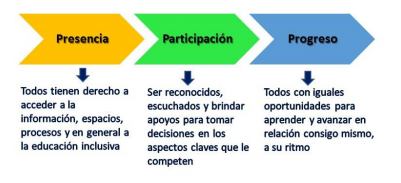 Presencia
Participación
Progreso
Todos tienen derecho a
acceder a la
información, espacios,
procesos y en general a
la educación inclusiva
Ser reconocidos,
escuchados y brindar
apoyos para tomar
decisiones en los
aspectos claves que le
competen
Todos con iguales
oportunidades para
aprender y avanzar en
relación consigo mismo,
a su ritmo